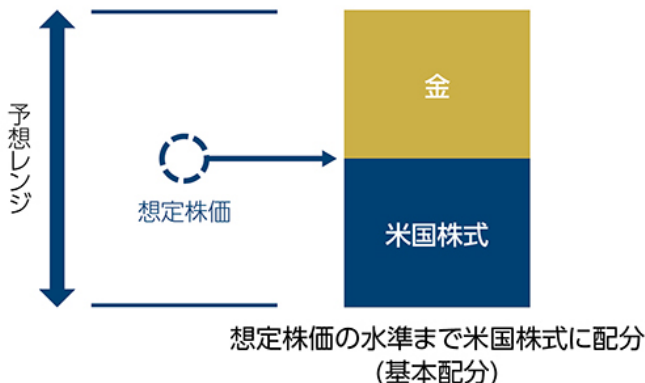 予想レンジ
想定株価
金
米国株式
想定株価の水準まで米国株式に配分
(基本配分)